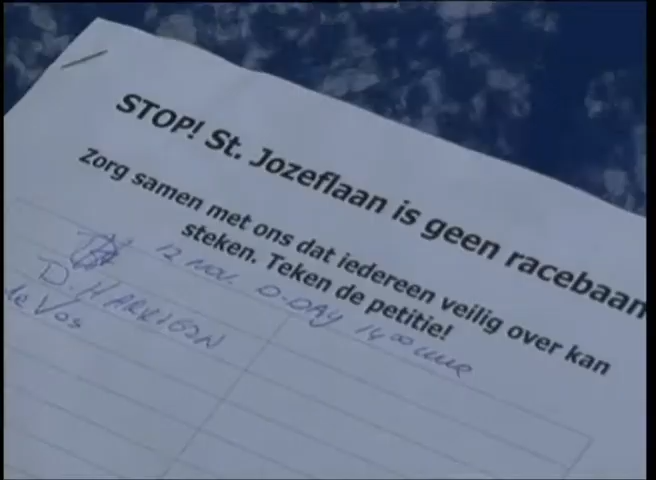 STOP! St. Jozeflaan is geen racebaan
Zorg samen met ons dat iedereen veilig over kan
steken. Teken de petitie!
12 nov. D-DAY 14 00 uur
D. HARRISON
de Vos